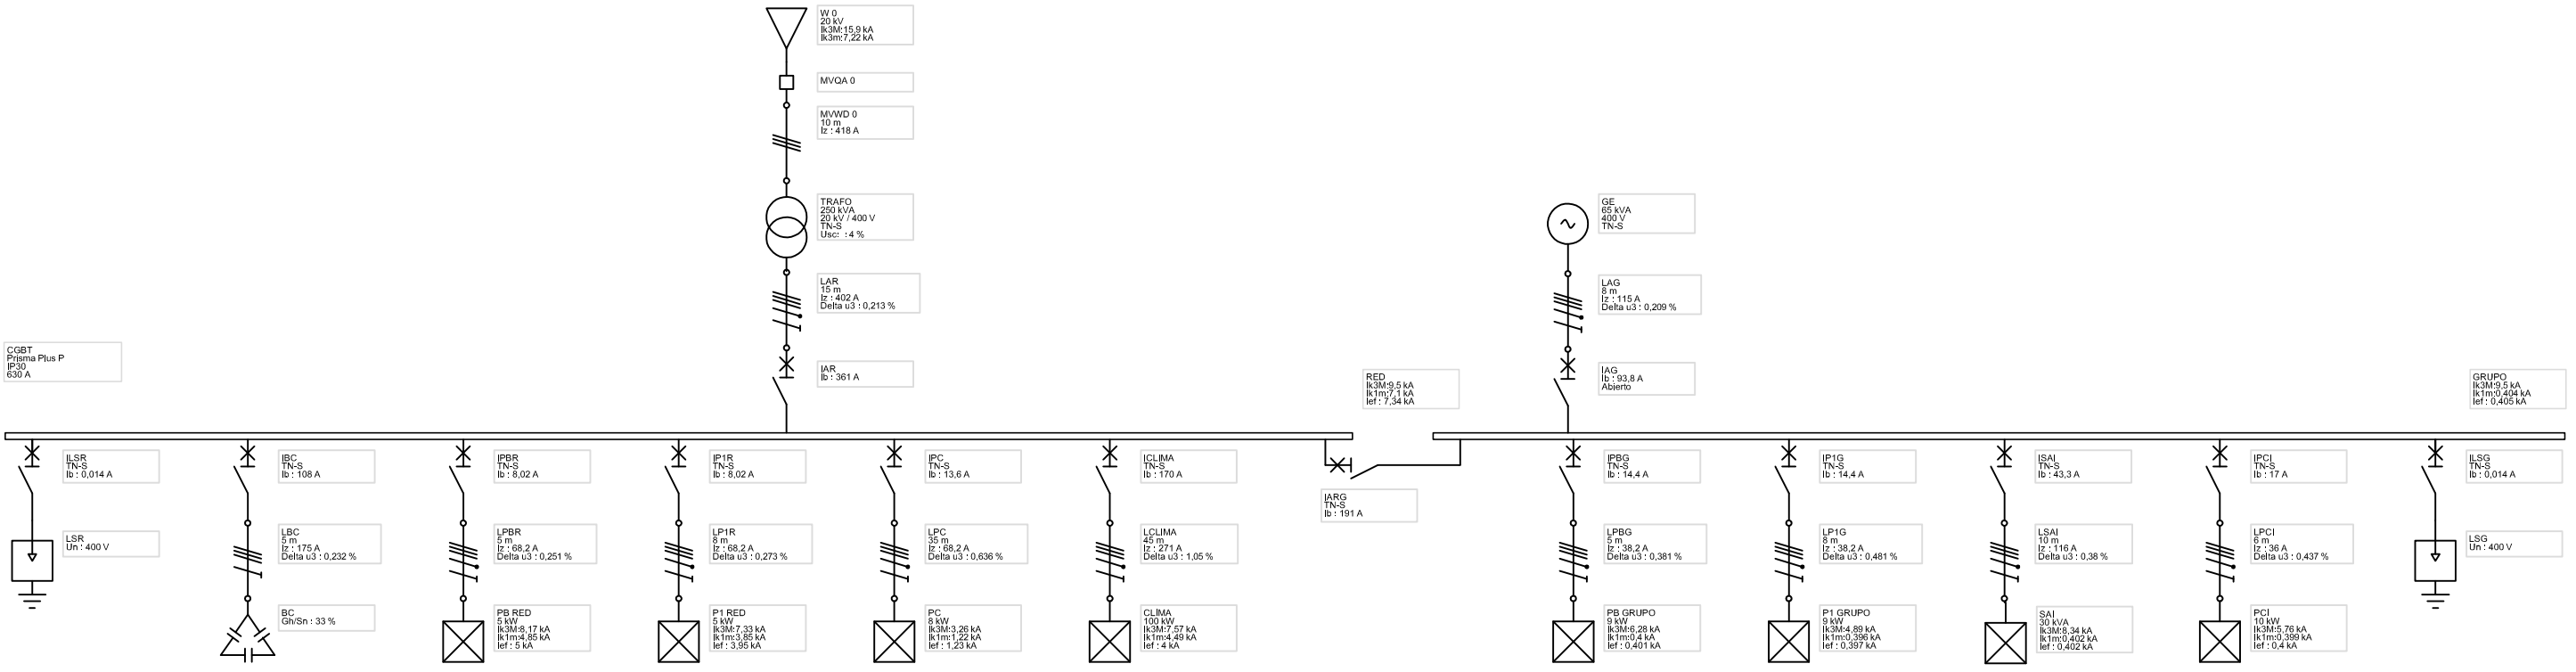 W 0
20 kV
Ik3M:15,9 kA
Ik3m:7,22 kA
MVQA 0
MVWD 0
10 m
Iz : 418 A
TRAFO
250 kVA
20 kV / 400 V
TN-S
Uscr : 4 %
GE
65 kVA
400 V
TN-S
LAR
15 m
Iz : 402 A
Delta u3 : 0,213 %
LAG
8 m
Iz : 115 A
Delta u3 : 0,209 %
CGBT
Prisma Plus P
IP30
630 A
IAR
Ib : 361 A
RED
Ik3M:9,5 kA
Ik1m:7,1 kA
Ief : 7,34 kA
IAG
Ib : 93,8 A
Abierto
GRUPO
Ik3M:9,5 kA
Ik1m:0,404 kA
Ief : 0,405 kA
ILSR
TN-S
Ib : 0,014 A
IBC
TN-S
Ib : 108 A
IPBR
TN-S
Ib : 8,02 A
IP1R
TN-S
Ib : 8,02 A
IPC
TN-S
Ib : 13,6 A
ICLIMA
TN-S
Ib : 170 A
IARG
TN-S
Ib : 191 A
IPBG
TN-S
Ib : 14,4 A
IP1G
TN-S
Ib : 14,4 A
ISAI
TN-S
Ib : 43,3 A
IPCI
TN-S
Ib : 17 A
ILSG
TN-S
Ib : 0,014 A
LSR
Un : 400 V
LBC
5 m
Iz : 175 A
Delta u3 : 0,232 %
LPBR
5 m
Iz : 68,2 A
Delta u3 : 0,251 %
LP1R
8 m
Iz : 68,2 A
Delta u3 : 0,273 %
LPC
35 m
Iz : 68,2 A
Delta u3 : 0,636 %
LCLIMA
45 m
Iz : 271 A
Delta u3 : 1,05 %
LPBG
5 m
Iz : 38,2 A
Delta u3 : 0,381 %
LP1G
8 m
Iz : 38,2 A
Delta u3 : 0,481 %
LSAI
10 m
Iz : 116 A
Delta u3 : 0,38 %
LPCI
6 m
Iz : 36 A
Delta u3 : 0,437 %
LSG
Un : 400 V
BC
Gh/Sn : 33 %
PB RED
5 kW
Ik3M:8,17 kA
Ik1m:4,85 kA
Ief : 5 kA
P1 RED
5 kW
Ik3M:7,33 kA
Ik1m:3,85 kA
Ief : 3,95 kA
PC
8 kW
Ik3M:3,26 kA
Ik1m:1,22 kA
Ief : 1,23 kA
CLIMA
100 kW
Ik3M:7,57 kA
Ik1m:4,49 kA
Ief : 4 kA
PB GRUPO
9 kW
Ik3M:6,28 kA
Ik1m:0,4 kA
Ief : 0,401 kA
P1 GRUPO
9 kW
Ik3M:4,89 kA
Ik1m:0,396 kA
Ief : 0,397 kA
SAI
30 kVA
Ik3M:8,34 kA
Ik1m:0,402 kA
Ief : 0,402 kA
PCI
10 kW
Ik3M:5,76 kA
Ik1m:0,399 kA
Ief : 0,4 kA